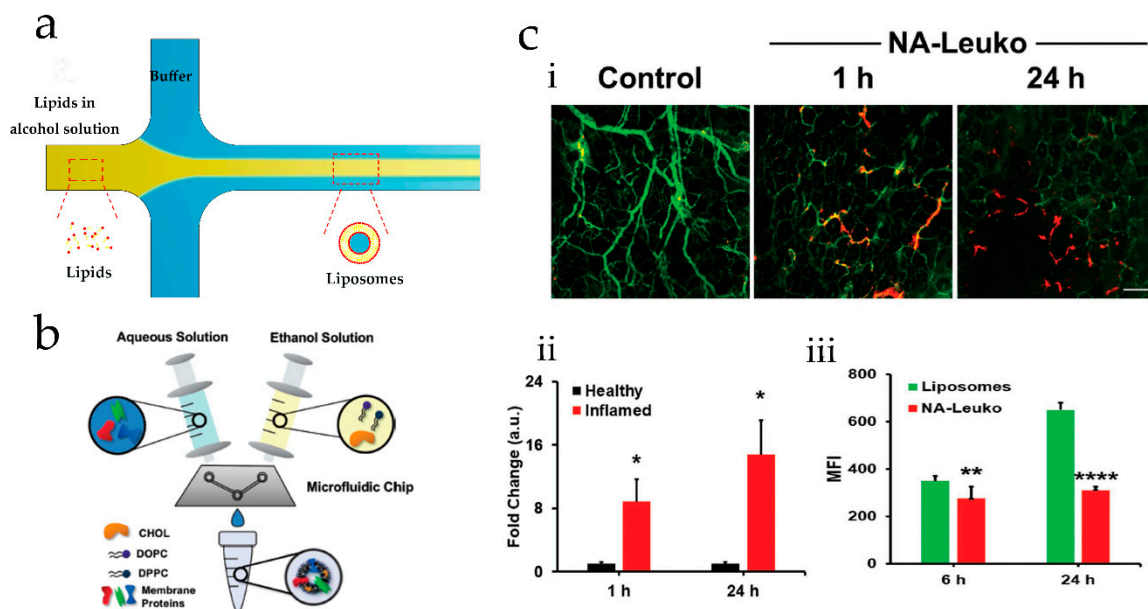 a
Buffer
Lipids in
alcohol solution
Lipids
Liposomes
b
Aqueous Solution
Ethanol Solution
Microfluidic Chip
CHOL
DOPC
DPPC
Membrane
Proteins
c
NA-Leuko
i
Control
1 h
24 h
ii
Fold Change (a.u.)
24
16
8
0
Healthy
Inflamed
*
*
1 h
24 h
iii
MFI
800
600
400
200
0
Liposomes
NA-Leuko
**
****
6 h
24 h